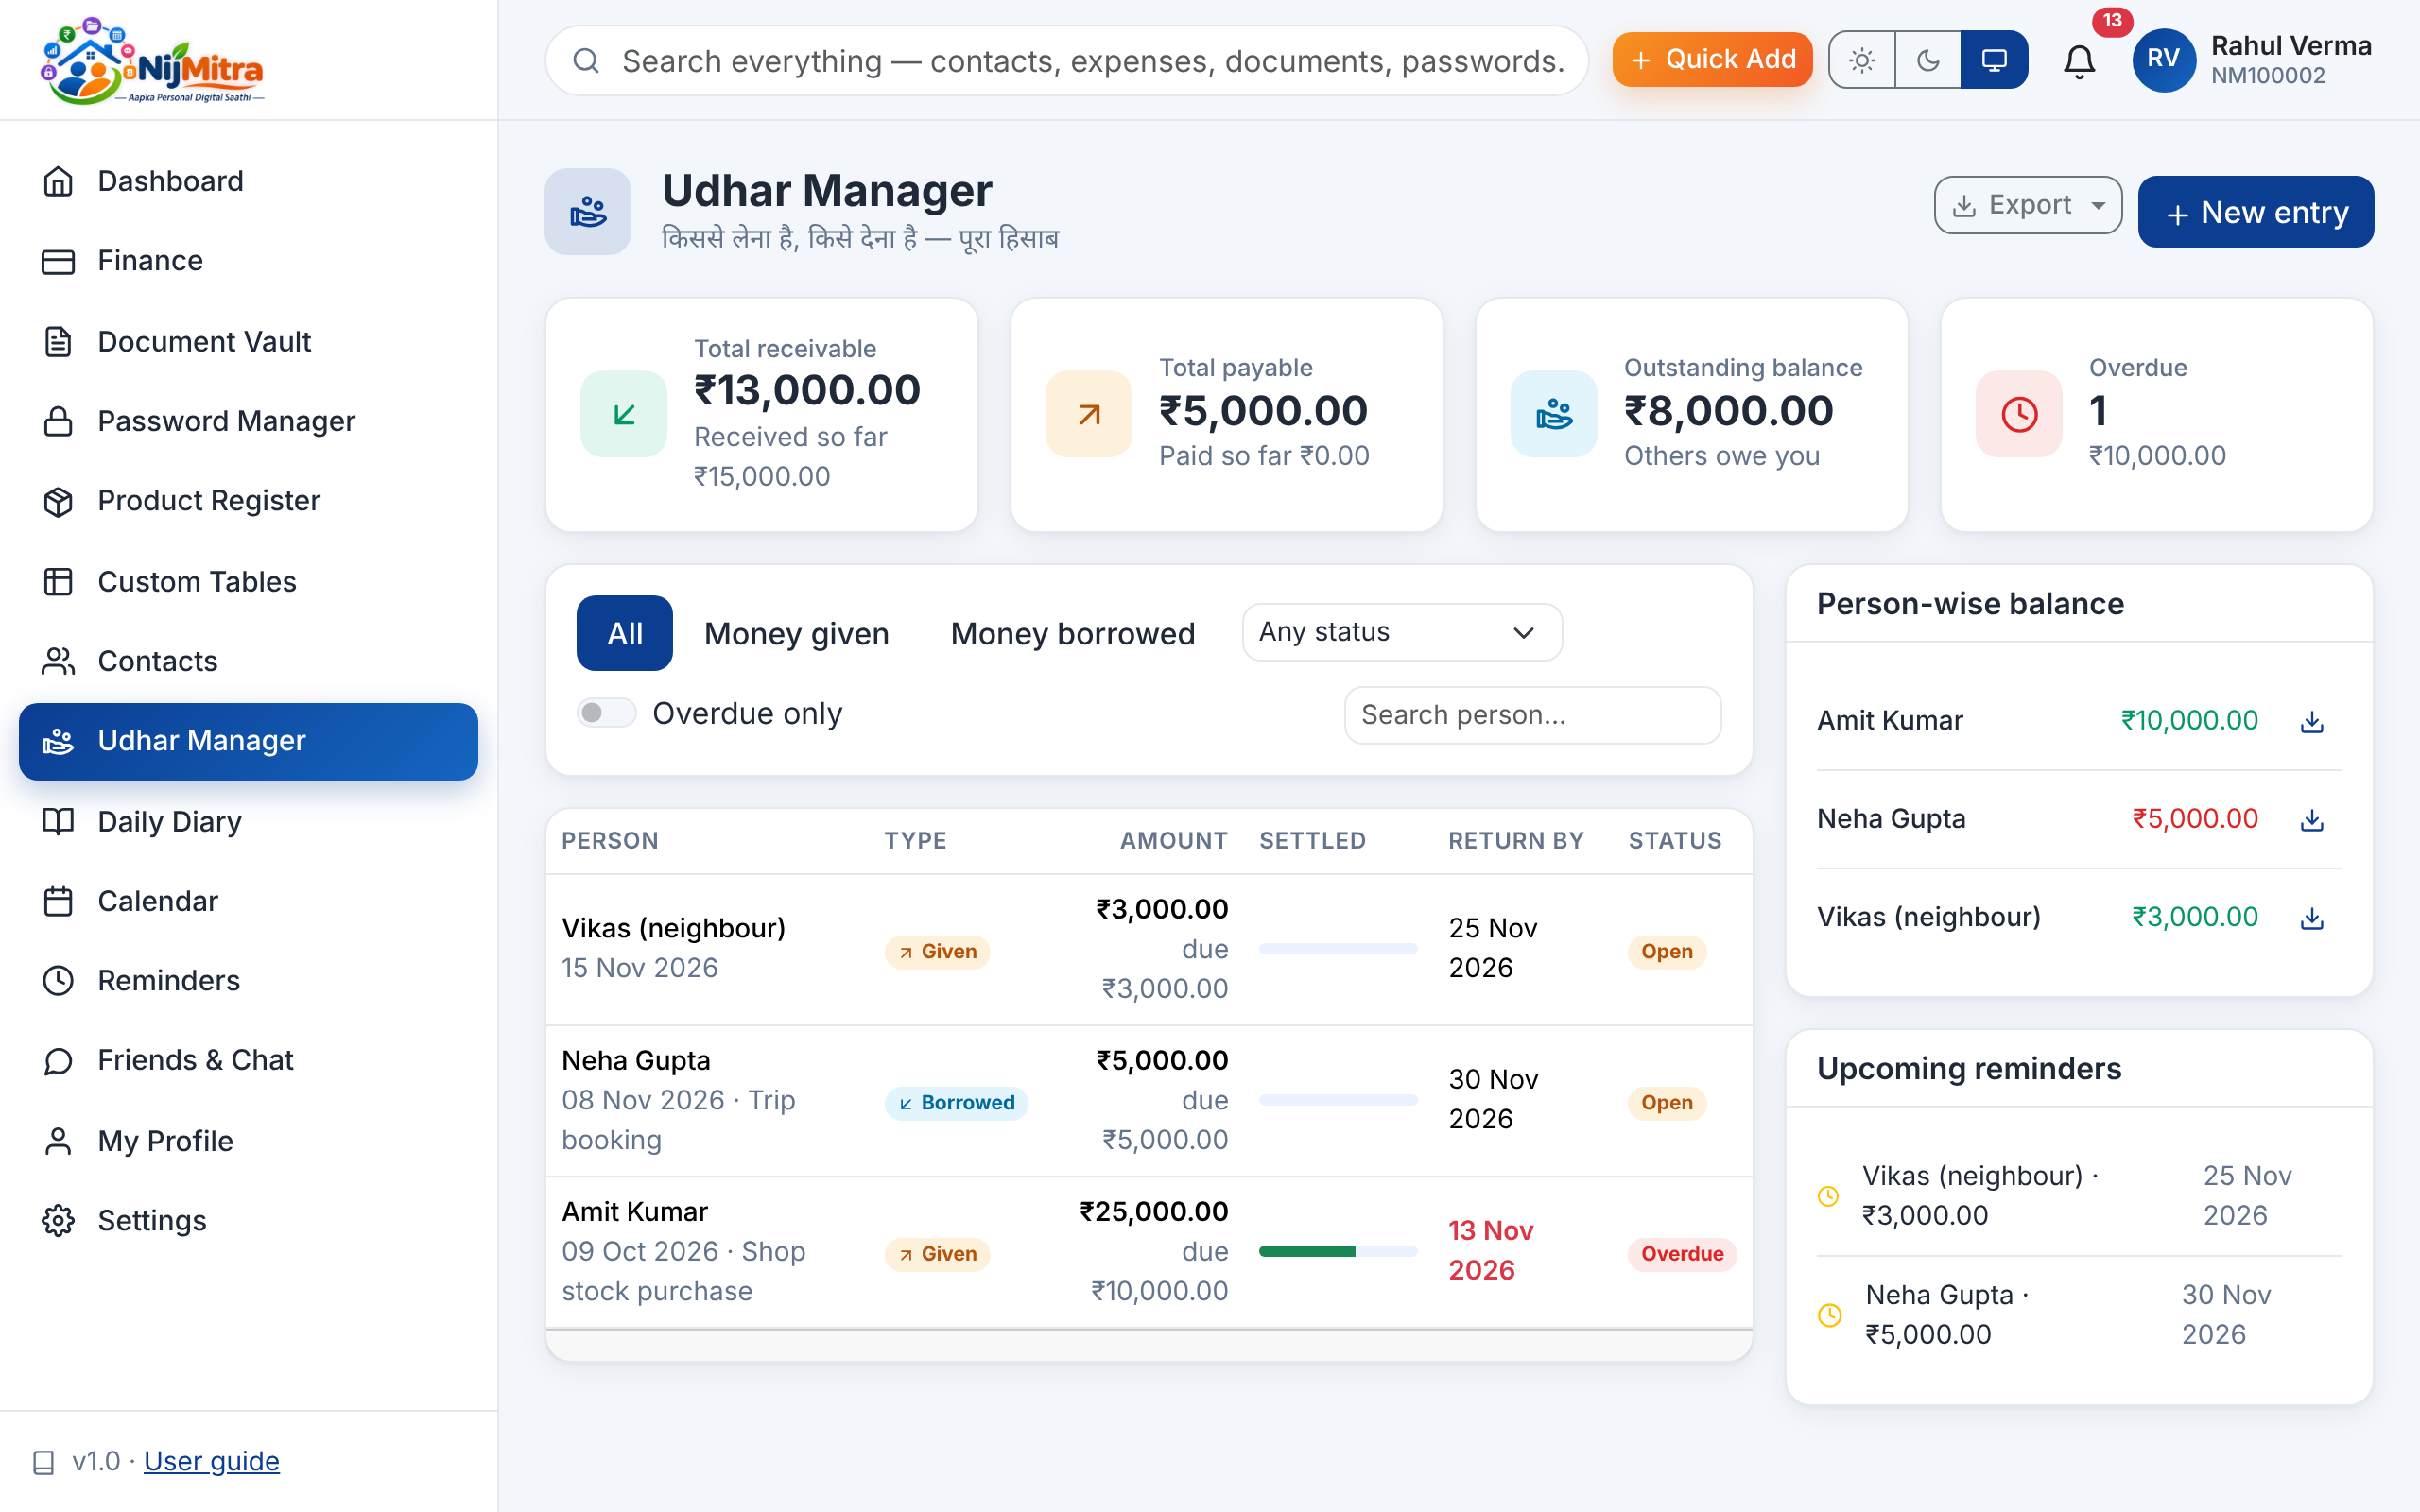 NijMitra
Aapka Personal Digital Saathi
Search everything — contacts, expenses, documents, passwords.
+ Quick Add
13
RV
Rahul Verma
NM100002
Dashboard
Finance
Document Vault
Password Manager
Product Register
Custom Tables
Contacts
Udhar Manager
Daily Diary
Calendar
Reminders
Friends & Chat
My Profile
Settings
v1.0 · User guide
Udhar Manager
किससे लेना है, किसे देना है — पूरा हिसाब
Export
+ New entry
Total receivable
₹13,000.00
Received so far
₹15,000.00
Total payable
₹5,000.00
Paid so far ₹0.00
Outstanding balance
₹8,000.00
Others owe you
Overdue
1
₹10,000.00
All
Money given
Money borrowed
Any status
Overdue only
Search person...
PERSON TYPE AMOUNT SETTLED RETURN BY STATUS
Vikas (neighbour)
15 Nov 2026
Given
₹3,000.00
due
₹3,000.00
25 Nov
2026
Open
Neha Gupta
08 Nov 2026 · Trip
booking
Borrowed
₹5,000.00
due
₹5,000.00
30 Nov
2026
Open
Amit Kumar
09 Oct 2026 · Shop
stock purchase
Given
₹25,000.00
due
₹10,000.00
13 Nov
2026
Overdue
Person-wise balance
Amit Kumar ₹10,000.00
Neha Gupta ₹5,000.00
Vikas (neighbour) ₹3,000.00
Upcoming reminders
Vikas (neighbour) ·
₹3,000.00
25 Nov
2026
Neha Gupta ·
₹5,000.00
30 Nov
2026